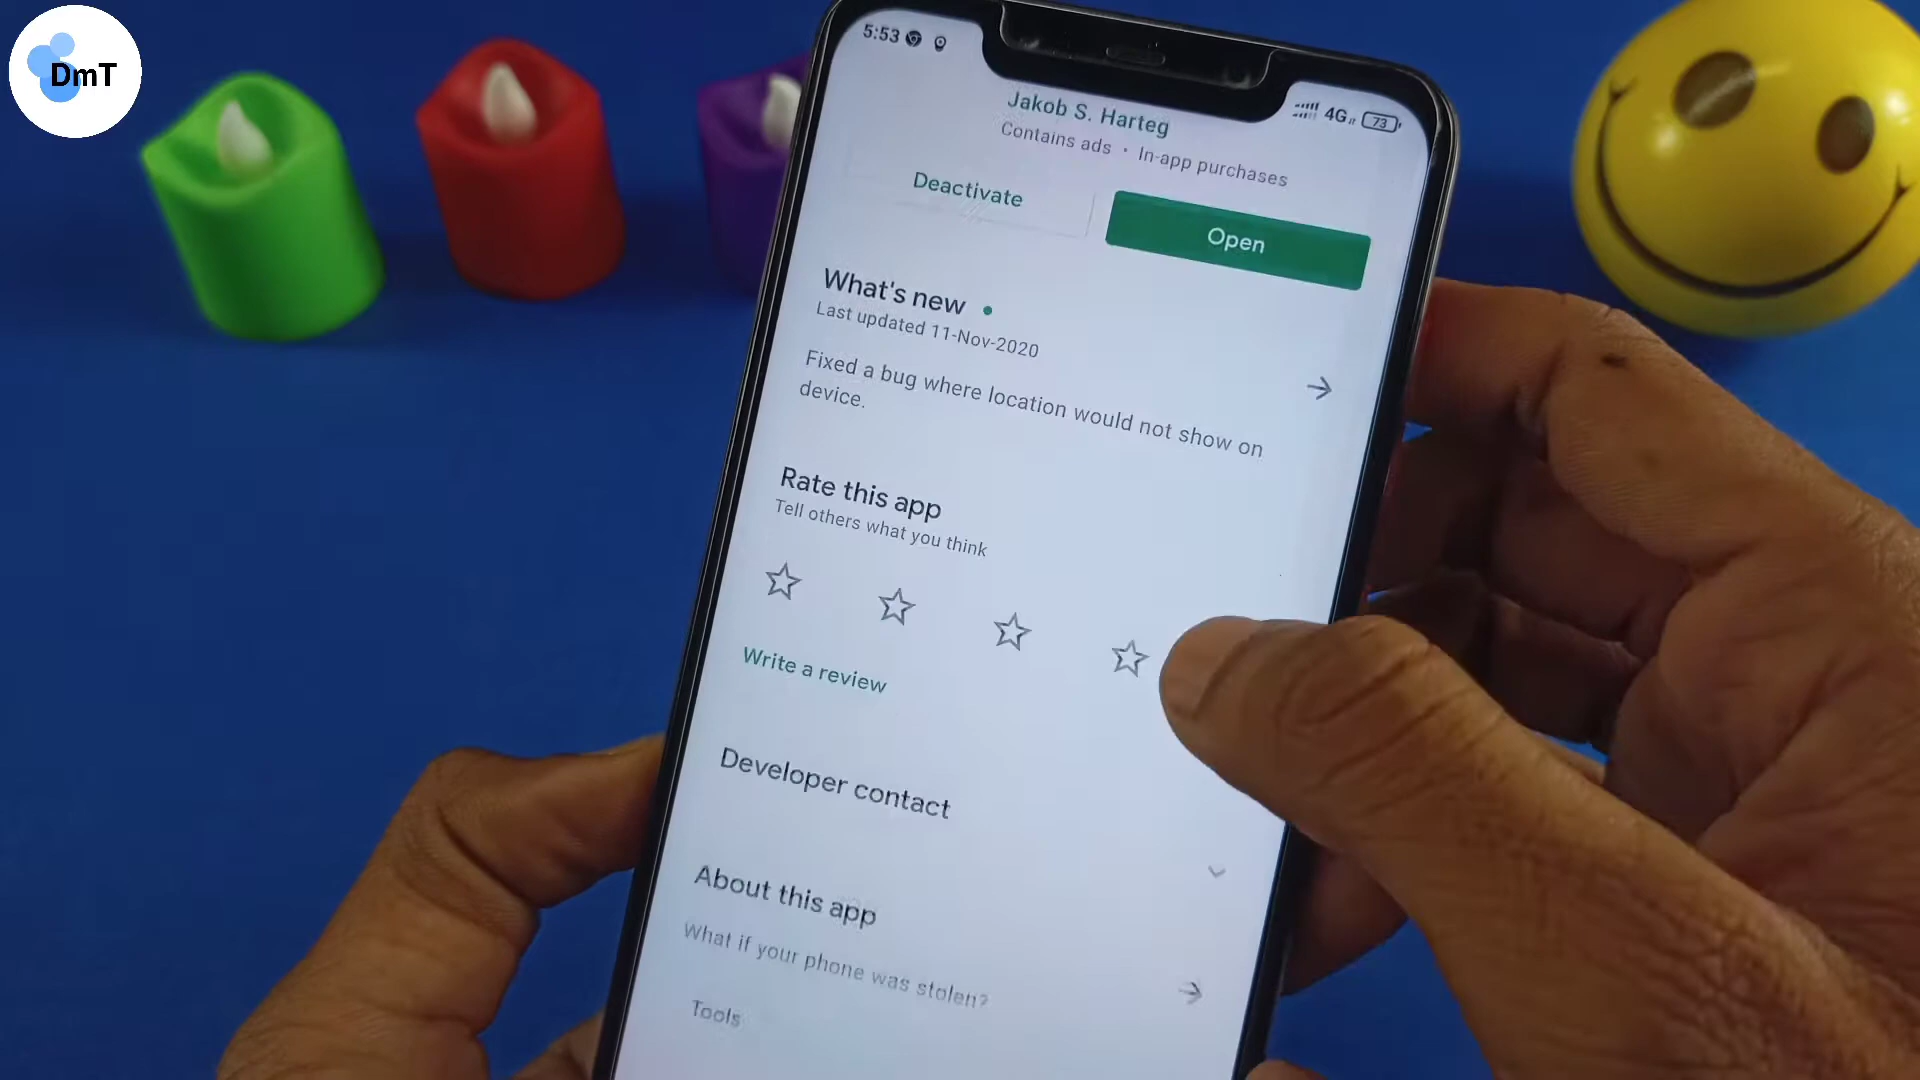 DmT
5:53
4G
73
Jakob S. Harteg
Contains ads • In-app purchases
Deactivate
Open
What's new
Last updated 11-Nov-2020
Fixed a bug where location would not show on
device.
Rate this app
Tell others what you think
Write a review
Developer contact
About this app
What if your phone was stolen?
Tools